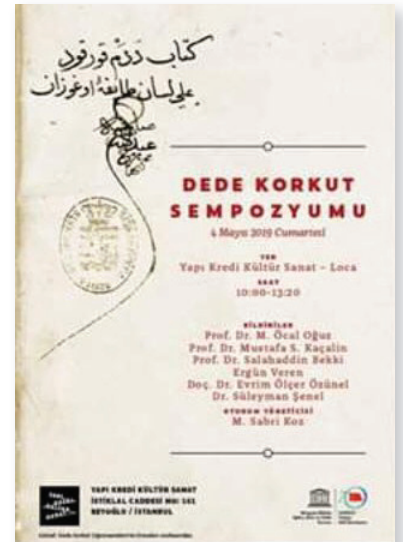 كتاب ددم قورقود
على لسان طائفهٔ اوغوزان
DEDE KORKUT
SEMPOZYUMU
4 Mayıs 2019 Cumartesi
YER
Yapı Kredi Kültür Sanat – Loca
SAAT
10:00-13:20
BİLDİRİLER
Prof. Dr. M. Öcal Oğuz
Prof. Dr. Mustafa S. Kaçalin
Prof. Dr. Salahaddin Bekki
Ergün Veren
Doç. Dr. Evrim Ölçer Özünel
Dr. Süleyman Şenel
OTURUM YÖNETİCİSİ
M. Sabri Koz
YAPI KREDİ KÜLTÜR SANAT
İSTİKLAL CADDESİ NO: 161
BEYOĞLU / İSTANBUL